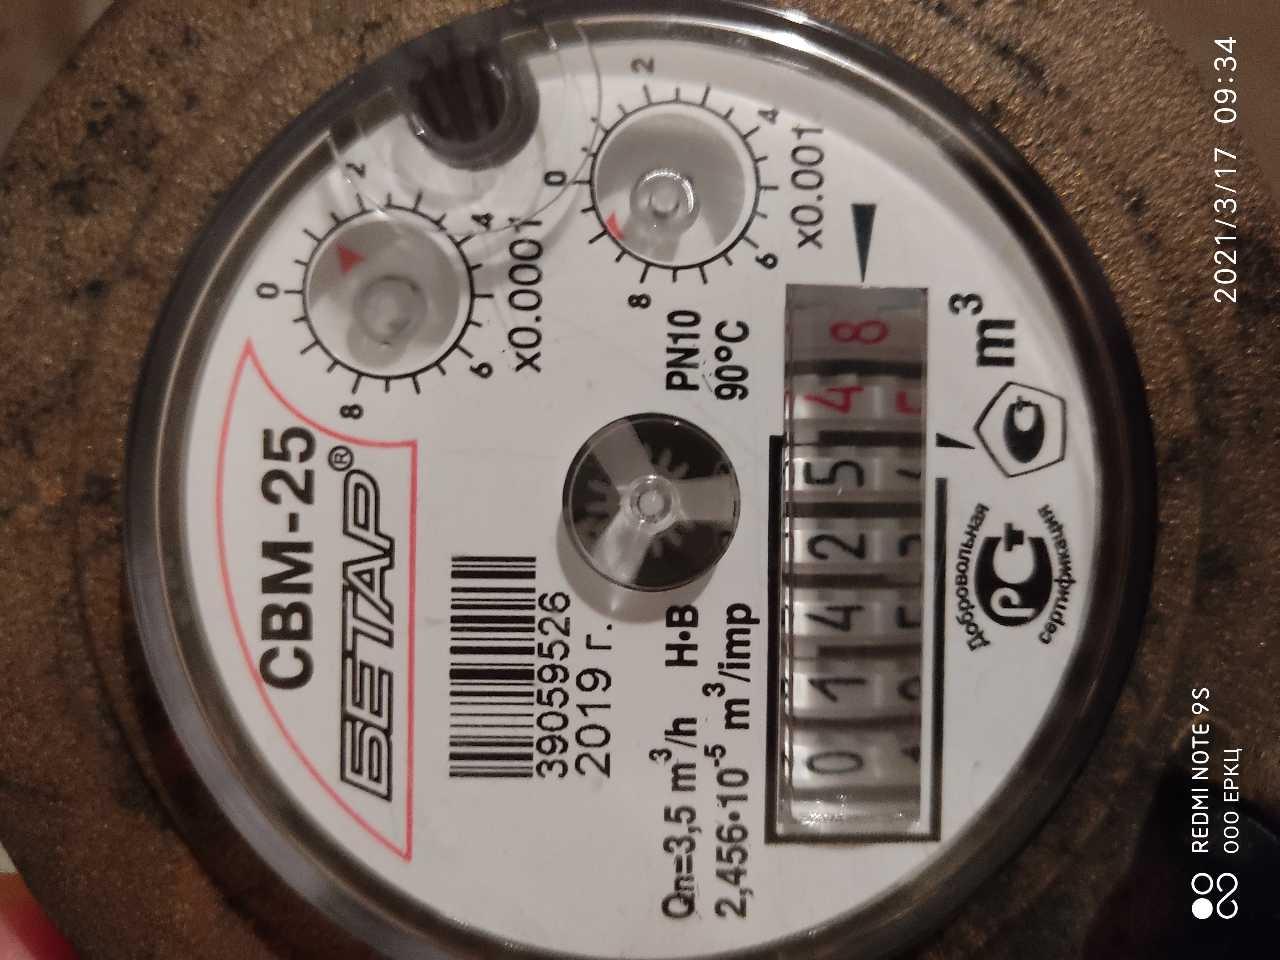 СВМ-25
БЕТАР®
0 2 4 6 8
x0.0001
0 2 4 6 8
x0.001
39059526
2019 г.
PN10
90°C
Qn=3,5 m³/h H·B
2,456·10⁻⁵ m³/imp
0 1 4 2 5 4 8
m³
Добровольная
РСТ
сертификация
2021/3/17 09:34
REDMI NOTE 9S
ООО ЕРКЦ